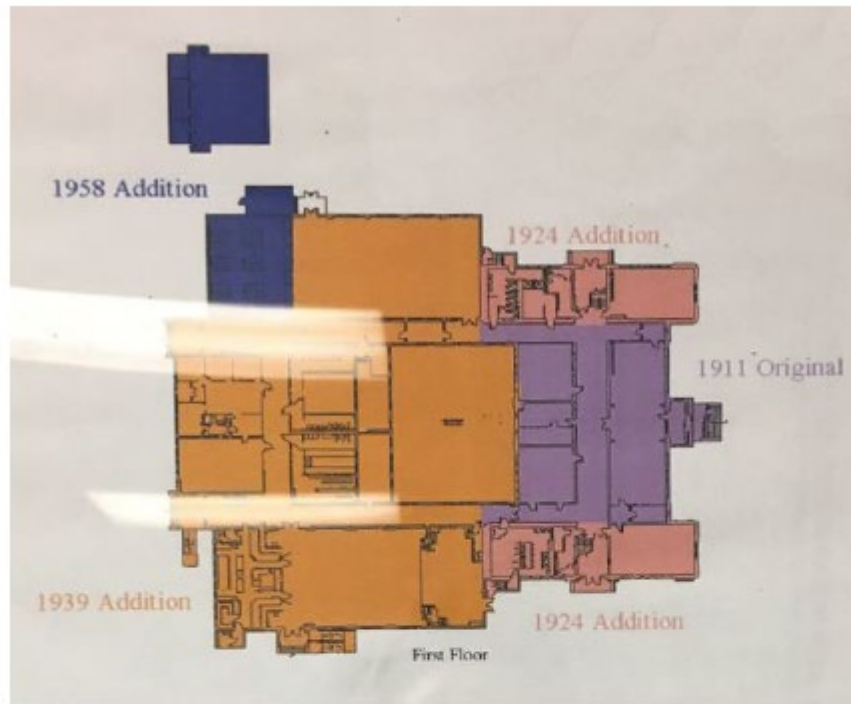 1958 Addition
1924 Addition
1911 Original
1939 Addition
1924 Addition
First Floor